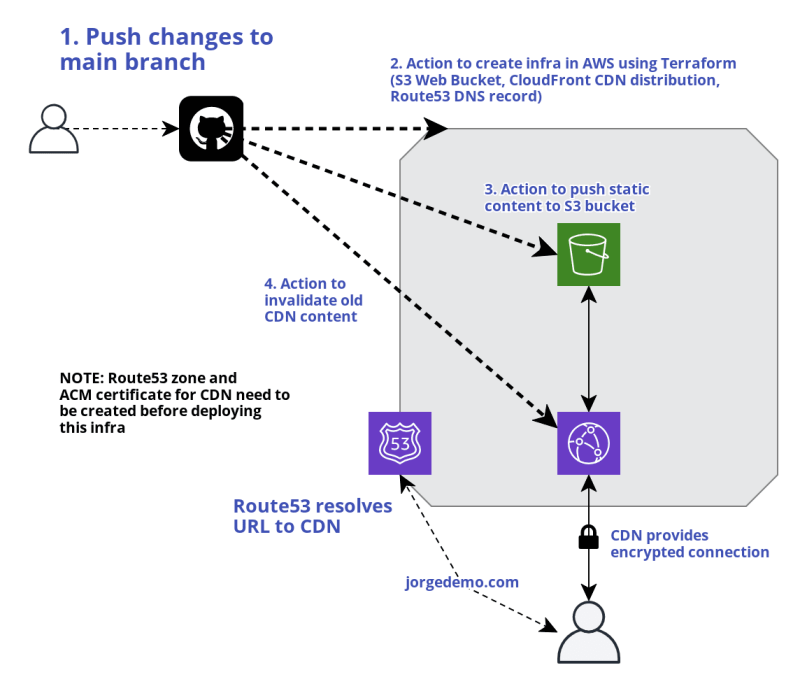 1. Push changes to
main branch
2. Action to create infra in AWS using Terraform
(S3 Web Bucket, CloudFront CDN distribution,
Route53 DNS record)
3. Action to push static
content to S3 bucket
4. Action to
invalidate old
CDN content
NOTE: Route53 zone and
ACM certificate for CDN need to
be created before deploying
this infra
53
Route53 resolves
URL to CDN
CDN provides
encrypted connection
jorgedemo.com